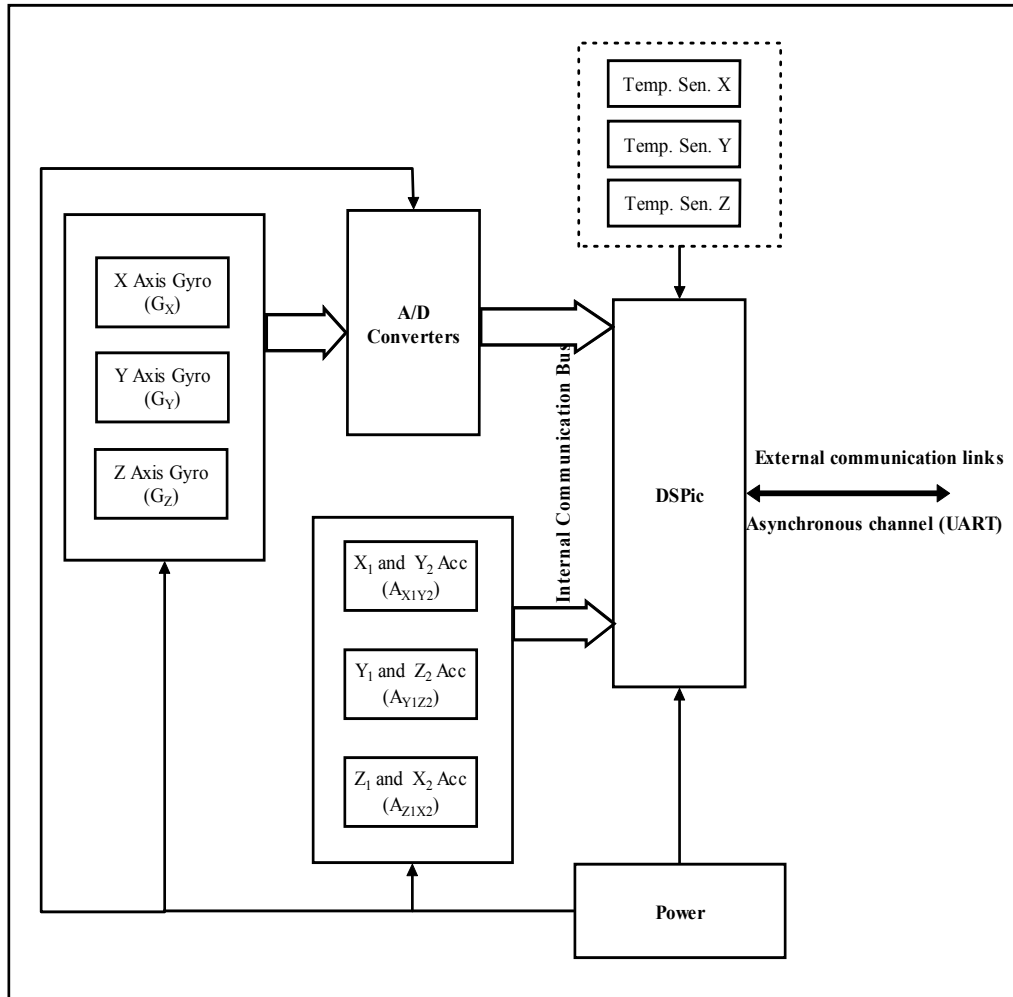 Temp. Sen. X
Temp. Sen. Y
Temp. Sen. Z
X Axis Gyro
(G_X)
Y Axis Gyro
(G_Y)
Z Axis Gyro
(G_Z)
A/D
Converters
Internal Communication Bus
DSPic
External communication links
Asynchronous channel (UART)
X_1 and Y_2 Acc
(A_X1Y2)
Y_1 and Z_2 Acc
(A_Y1Z2)
Z_1 and X_2 Acc
(A_Z1X2)
Power